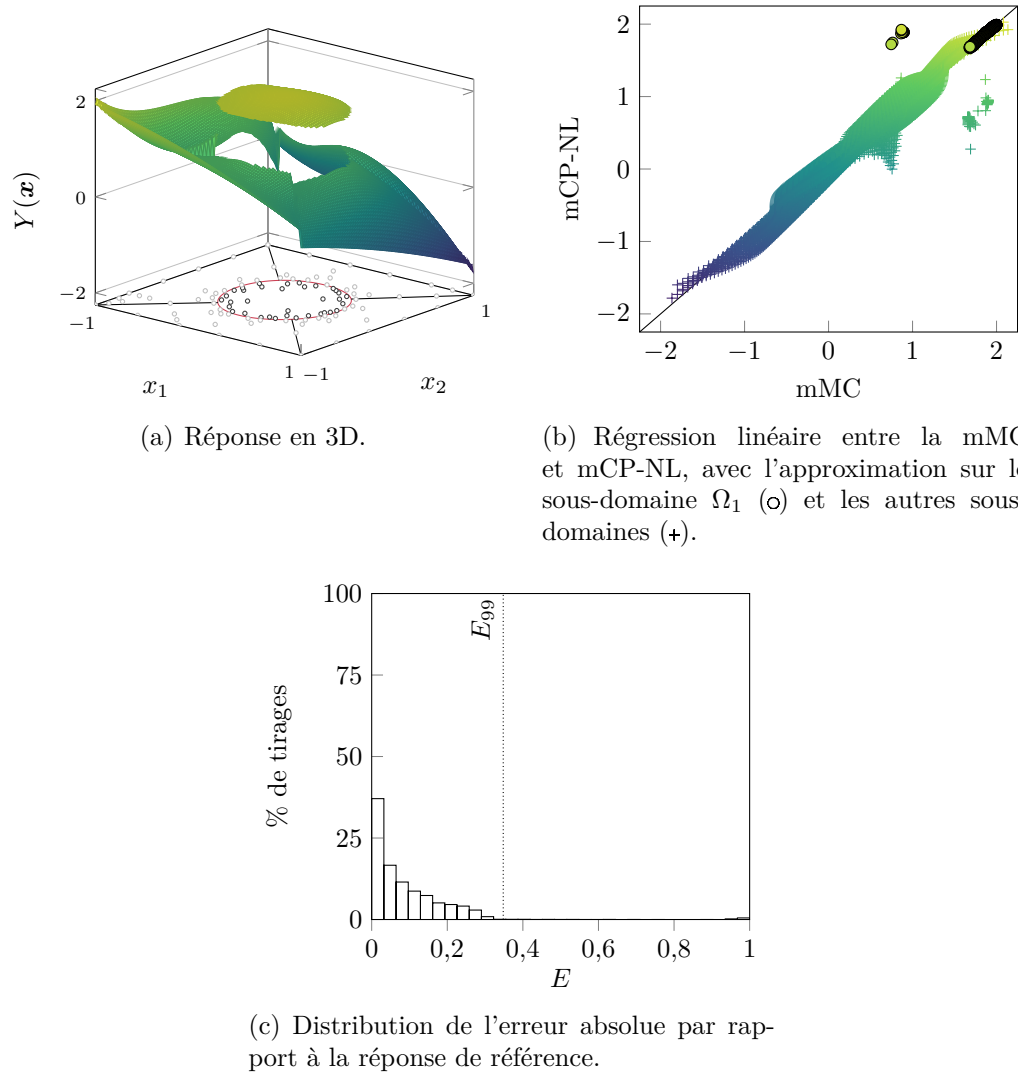 2
0
−2
Y(x)
−1
x₁
1
−1
x₂
1
(a) Réponse en 3D.
2
1
0
−1
−2
mCP-NL
−2
−1
0
1
2
mMC
(b) Régression linéaire entre la mMC
et mCP-NL, avec l'approximation sur le
sous-domaine Ω₁ (o) et les autres sous-
domaines (+).
100
75
50
25
0
% de tirages
E₉₉
0
0,2
0,4
0,6
0,8
1
E
(c) Distribution de l'erreur absolue par rap-
port à la réponse de référence.